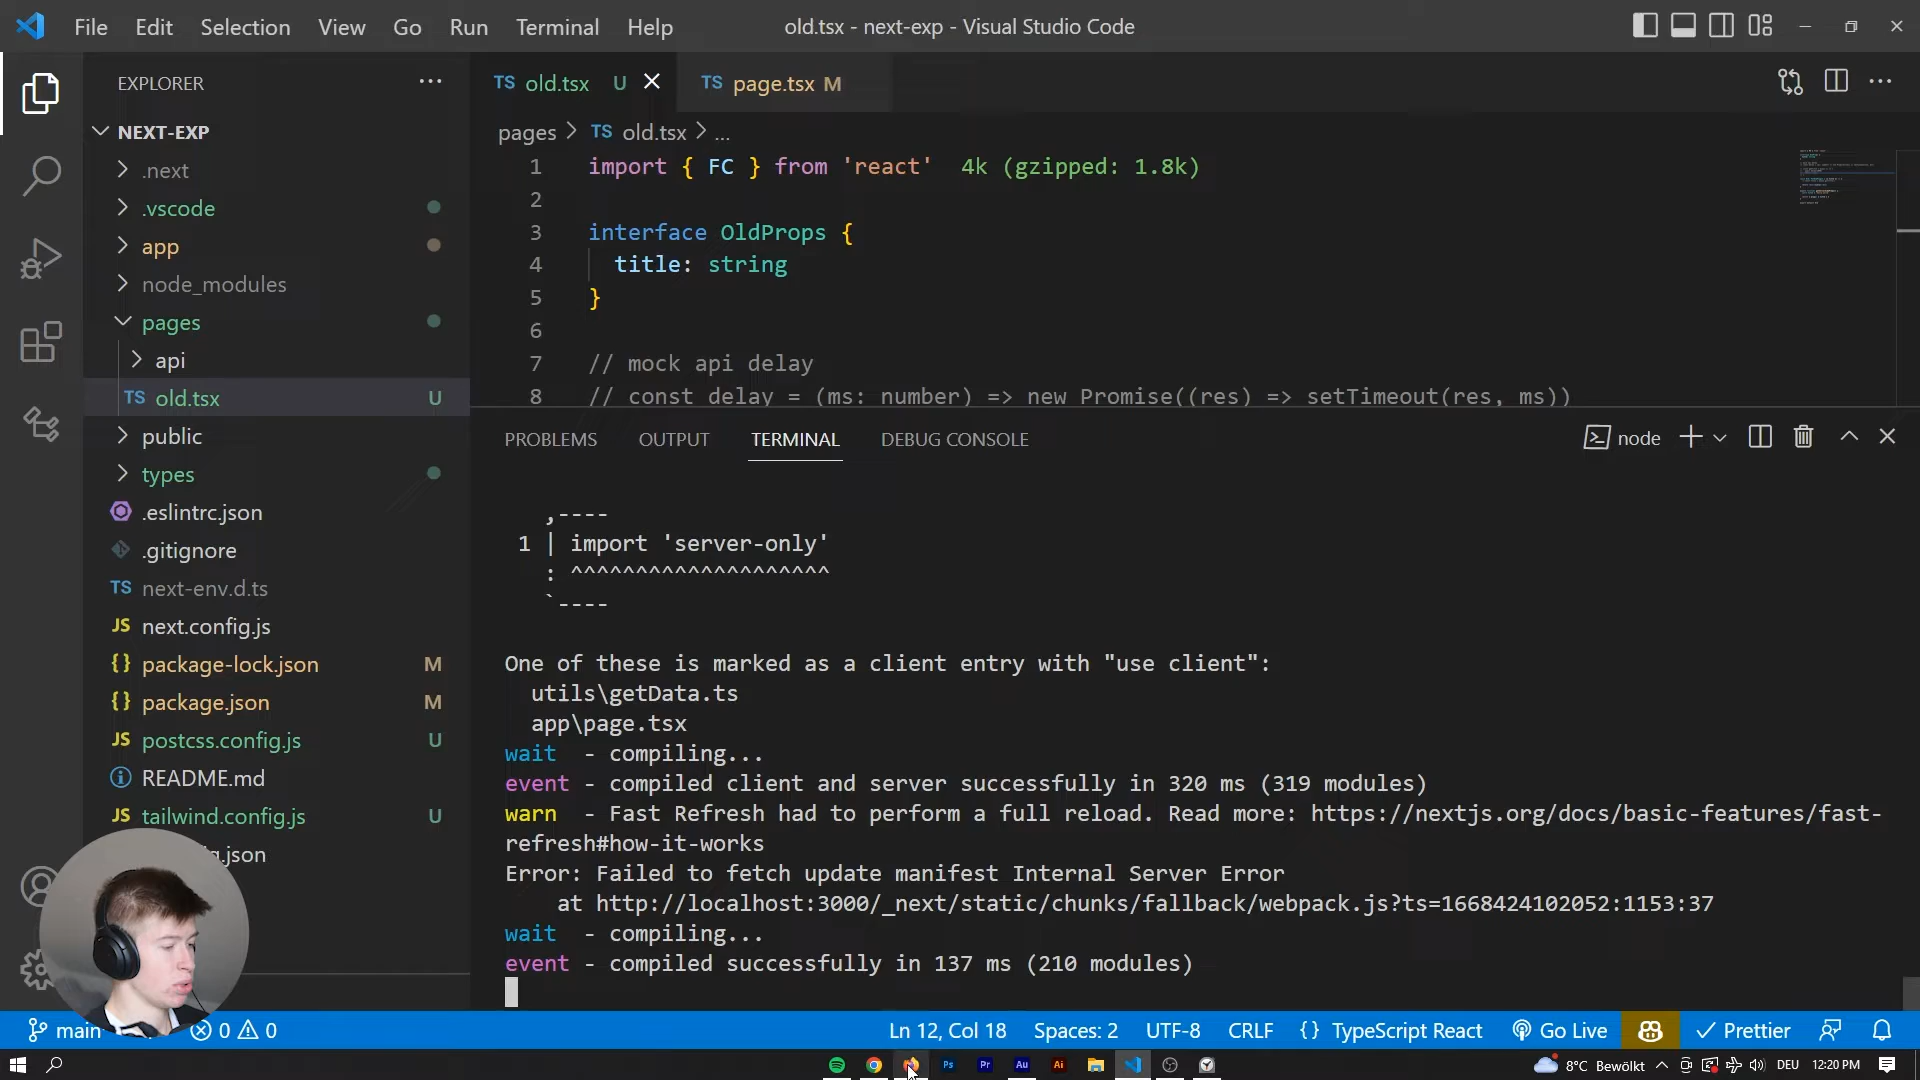 File Edit Selection View Go Run Terminal Help
old.tsx - next-exp - Visual Studio Code
EXPLORER
NEXT-EXP
.next
.vscode
app
node_modules
pages
api
TS old.tsx U
public
types
.eslintrc.json
.gitignore
TS next-env.d.ts
JS next.config.js
{} package-lock.json M
{} package.json M
JS postcss.config.js U
README.md
JS tailwind.config.js U
g.json
TS old.tsx U
TS page.tsx M
pages > TS old.tsx > ...
1 import { FC } from 'react' 4k (gzipped: 1.8k)
2
3 interface OldProps {
4 title: string
5 }
6
7 // mock api delay
8 // const delay = (ms: number) => new Promise((res) => setTimeout(res, ms))
PROBLEMS OUTPUT TERMINAL DEBUG CONSOLE
node
,----
1 | import 'server-only'
: ^^^^^^^^^^^^^^^^^^^^
`----
One of these is marked as a client entry with "use client":
utils\getData.ts
app\page.tsx
wait - compiling...
event - compiled client and server successfully in 320 ms (319 modules)
warn - Fast Refresh had to perform a full reload. Read more: https://nextjs.org/docs/basic-features/fast-
refresh#how-it-works
Error: Failed to fetch update manifest Internal Server Error
at http://localhost:3000/_next/static/chunks/fallback/webpack.js?ts=1668424102052:1153:37
wait - compiling...
event - compiled successfully in 137 ms (210 modules)
main
0 0
Ln 12, Col 18 Spaces: 2 UTF-8 CRLF {} TypeScript React Go Live Prettier
Ps Pr Au Ai
8°C Bewölkt DEU 12:20 PM